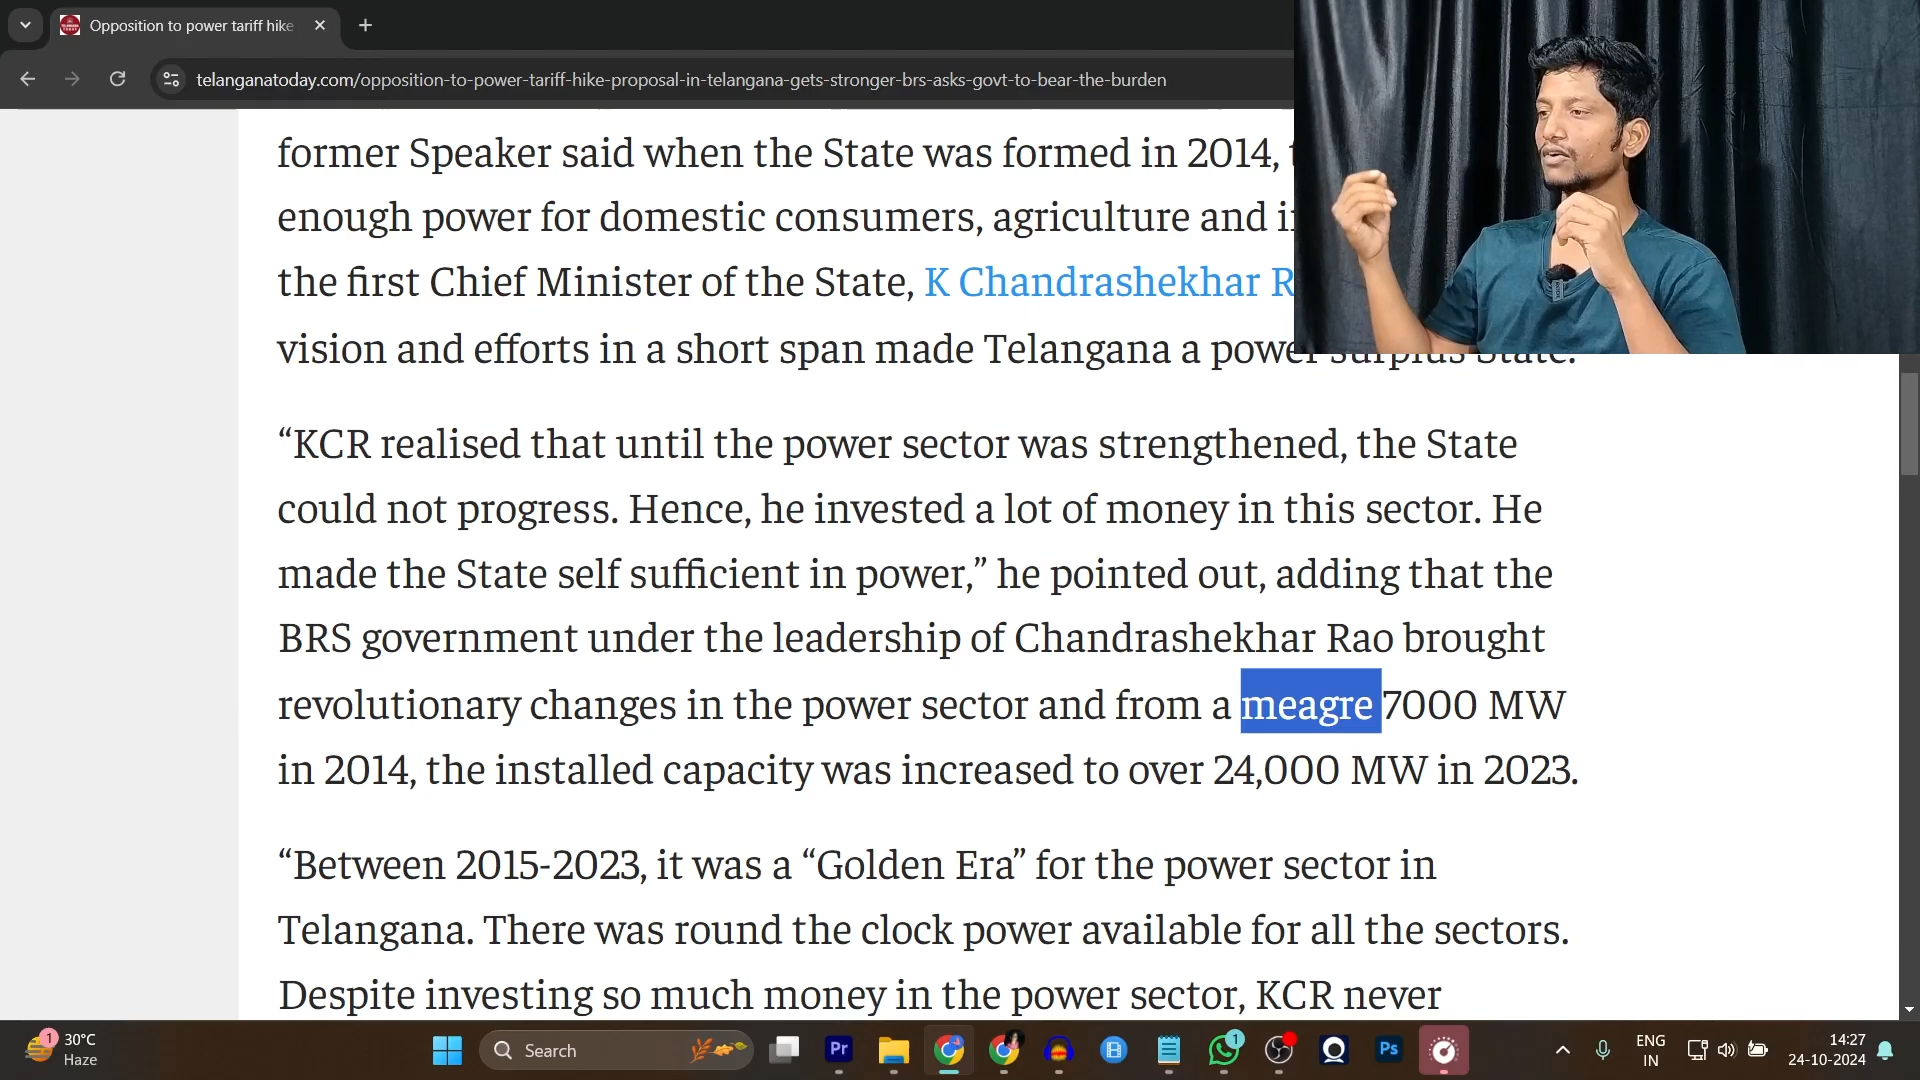 Opposition to power tariff hike
telanganatoday.com/opposition-to-power-tariff-hike-proposal-in-telangana-gets-stronger-brs-asks-govt-to-bear-the-burden
former Speaker said when the State was formed in 2014,
enough power for domestic consumers, agriculture and
the first Chief Minister of the State, K Chandrashekhar R
vision and efforts in a short span made Telangana a power surplus State.
“KCR realised that until the power sector was strengthened, the State
could not progress. Hence, he invested a lot of money in this sector. He
made the State self sufficient in power,” he pointed out, adding that the
BRS government under the leadership of Chandrashekhar Rao brought
revolutionary changes in the power sector and from a meagre 7000 MW
in 2014, the installed capacity was increased to over 24,000 MW in 2023.
“Between 2015-2023, it was a “Golden Era” for the power sector in
Telangana. There was round the clock power available for all the sectors.
Despite investing so much money in the power sector, KCR never
1
30°C
Haze
Search
Pr
1
Ps
ENG
IN
14:27
24-10-2024